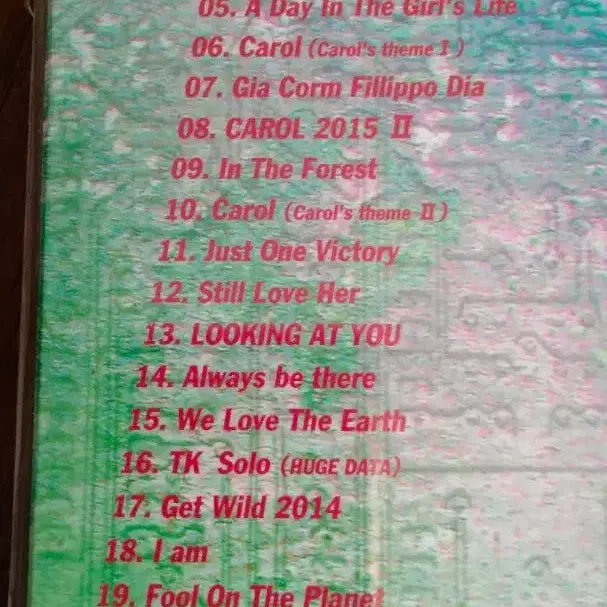 05. A Day In The Girl's Life
06. Carol (Carol's theme I)
07. Gia Corm Fillippo Dia
08. CAROL 2015 II
09. In The Forest
10. Carol (Carol's theme II)
11. Just One Victory
12. Still Love Her
13. LOOKING AT YOU
14. Always be there
15. We Love The Earth
16. TK Solo (HUGE DATA)
17. Get Wild 2014
18. I am
19. Fool On The Planet